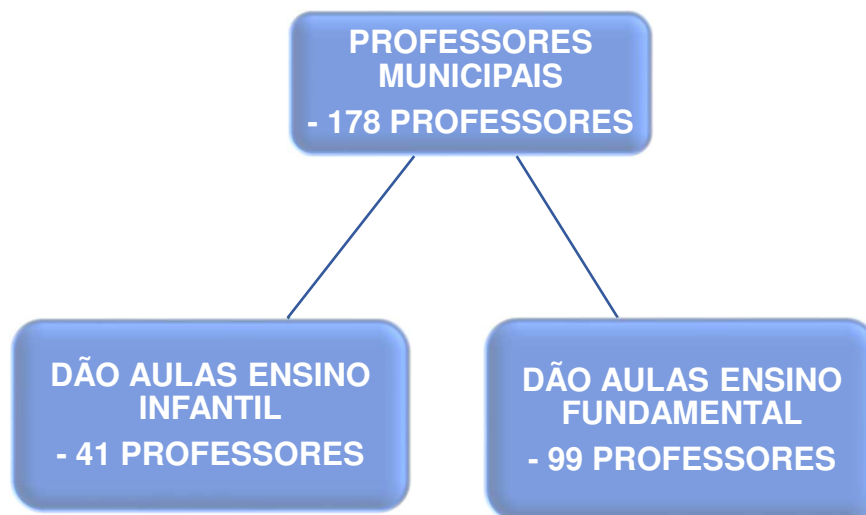 PROFESSORES
MUNICIPAIS
- 178 PROFESSORES
DÃO AULAS ENSINO
INFANTIL
- 41 PROFESSORES
DÃO AULAS ENSINO
FUNDAMENTAL
- 99 PROFESSORES